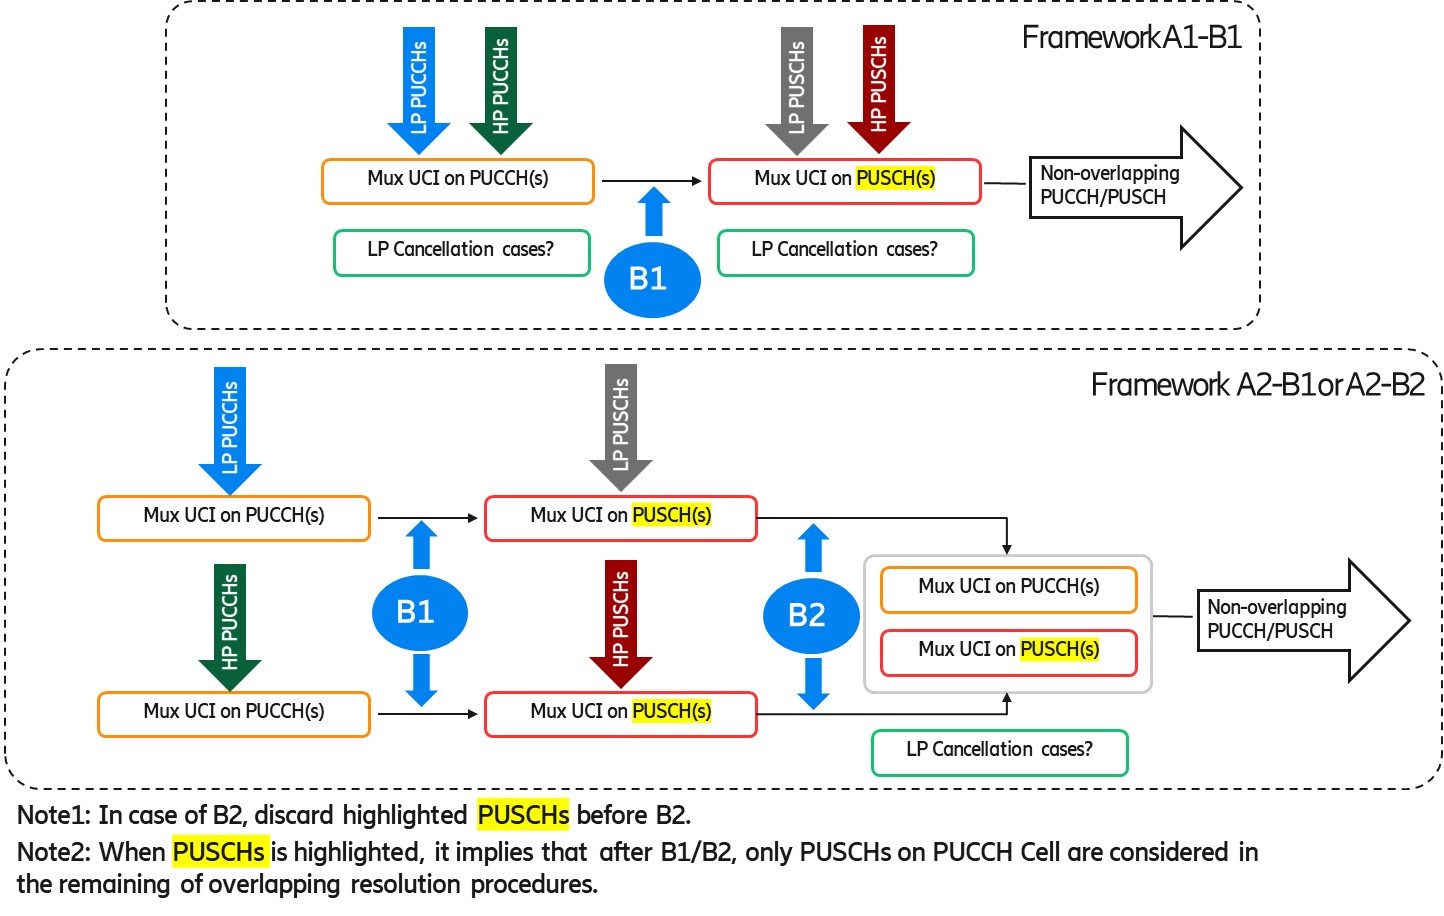 Framework A1-B1
LP PUCCHs
HP PUCCHs
LP PUSCHs
HP PUSCHs
Mux UCI on PUCCH(s)
Mux UCI on PUSCH(s)
Non-overlapping
PUCCH/PUSCH
LP Cancellation cases?
B1
LP Cancellation cases?
Framework A2-B1 or A2-B2
LP PUCCHs
LP PUSCHs
Mux UCI on PUCCH(s)
Mux UCI on PUSCH(s)
HP PUCCHs
HP PUSCHs
B1
B2
Mux UCI on PUCCH(s)
Mux UCI on PUSCH(s)
Non-overlapping
PUCCH/PUSCH
Mux UCI on PUCCH(s)
Mux UCI on PUSCH(s)
LP Cancellation cases?
Note1: In case of B2, discard highlighted PUSCHs before B2.
Note2: When PUSCHs is highlighted, it implies that after B1/B2, only PUSCHs on PUCCH Cell are considered in
the remaining of overlapping resolution procedures.